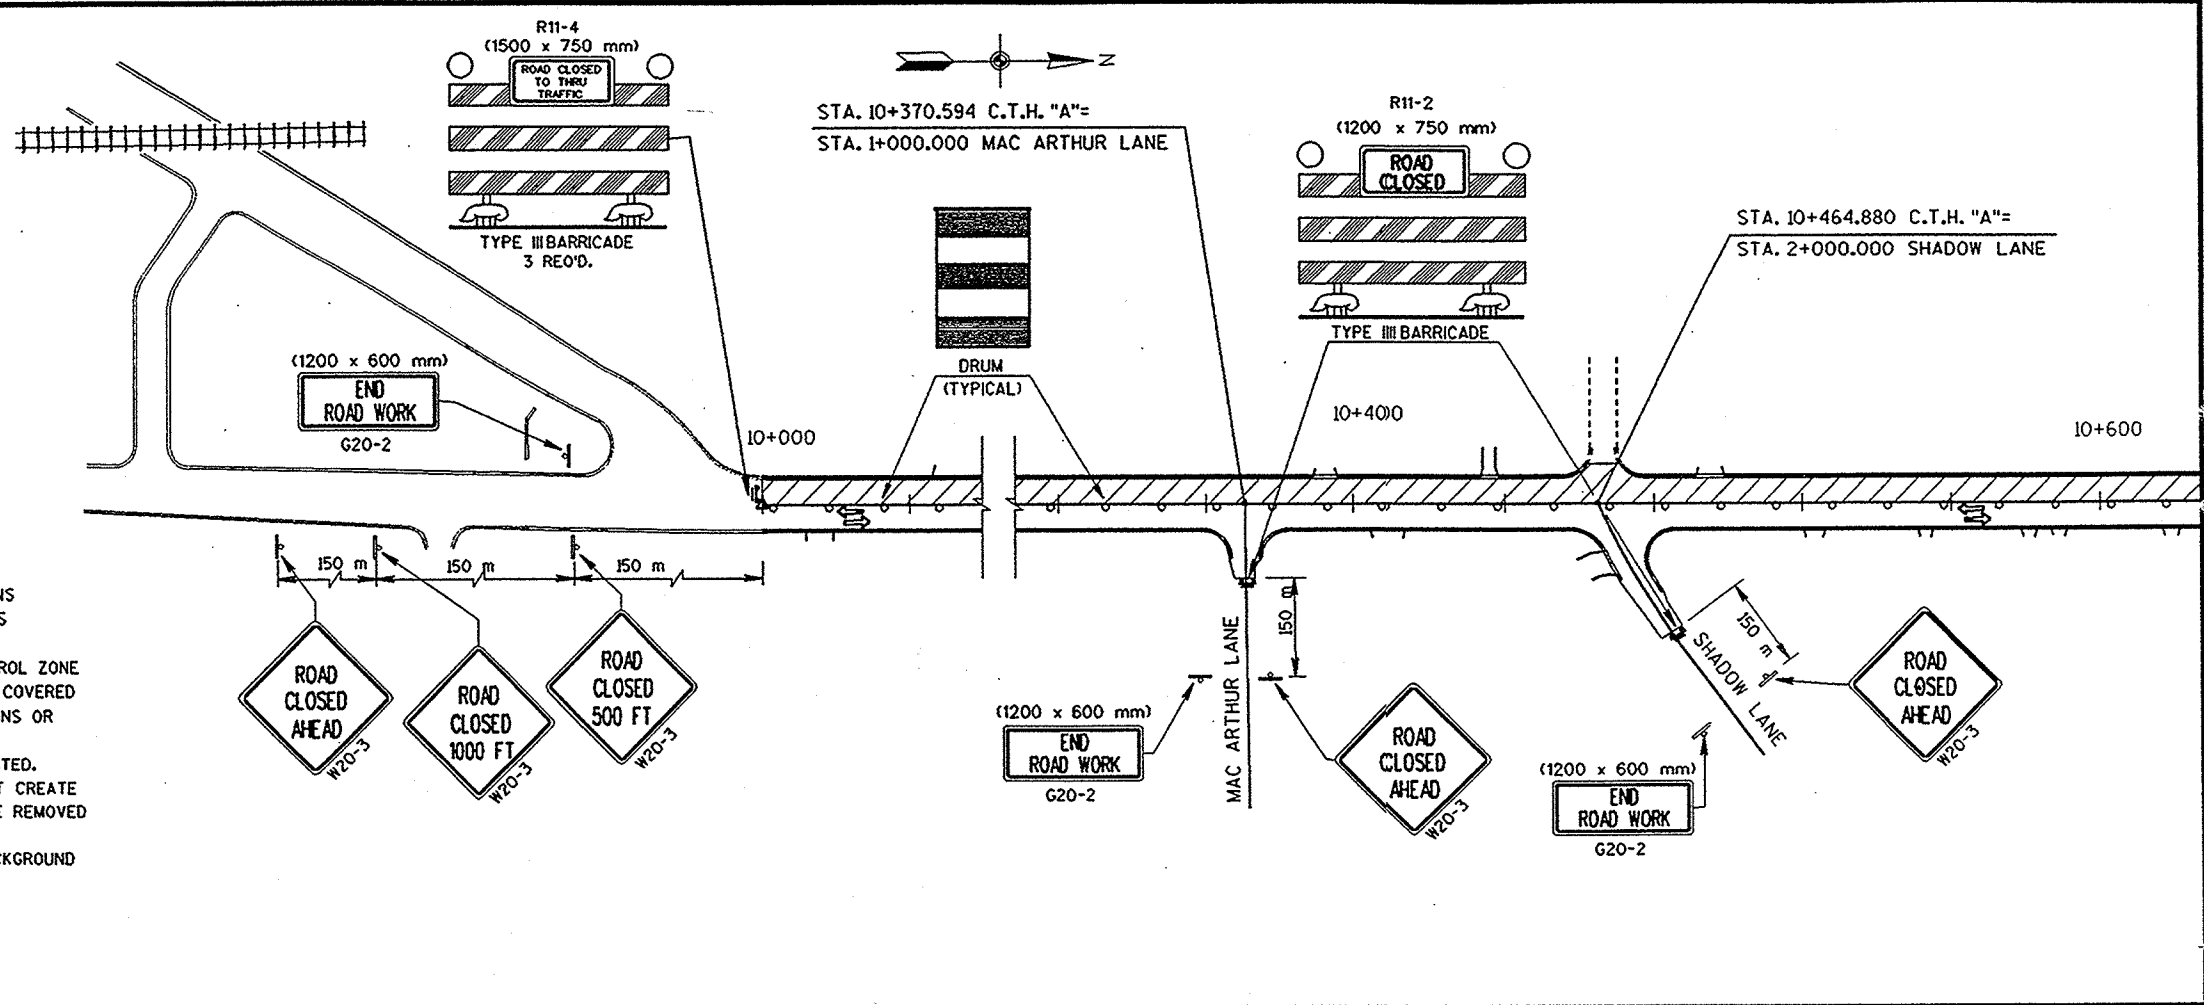 R11-4
(1500 x 750 mm)
ROAD CLOSED
TO THRU
TRAFFIC
TYPE III BARRICADE
3 REQ'D.
N
STA. 10+370.594 C.T.H. "A"=
STA. 1+000.000 MAC ARTHUR LANE
R11-2
(1200 x 750 mm)
ROAD
CLOSED
TYPE III BARRICADE
STA. 10+464.880 C.T.H. "A"=
STA. 2+000.000 SHADOW LANE
DRUM
(TYPICAL)
(1200 x 600 mm)
END
ROAD WORK
G20-2
10+000
10+400
10+600
150 m
150 m
150 m
ROAD
CLOSED
AHEAD
W20-3
ROAD
CLOSED
1000 FT
W20-3
ROAD
CLOSED
500 FT
W20-3
NS
S
ROL ZONE
COVERED
NS OR
TED.
T CREATE
E REMOVED
CKGROUND
MAC ARTHUR LANE
150 m
(1200 x 600 mm)
END
ROAD WORK
G20-2
ROAD
CLOSED
AHEAD
W20-3
SHADOW LANE
150 m
(1200 x 600 mm)
END
ROAD WORK
G20-2
ROAD
CLOSED
AHEAD
W20-3